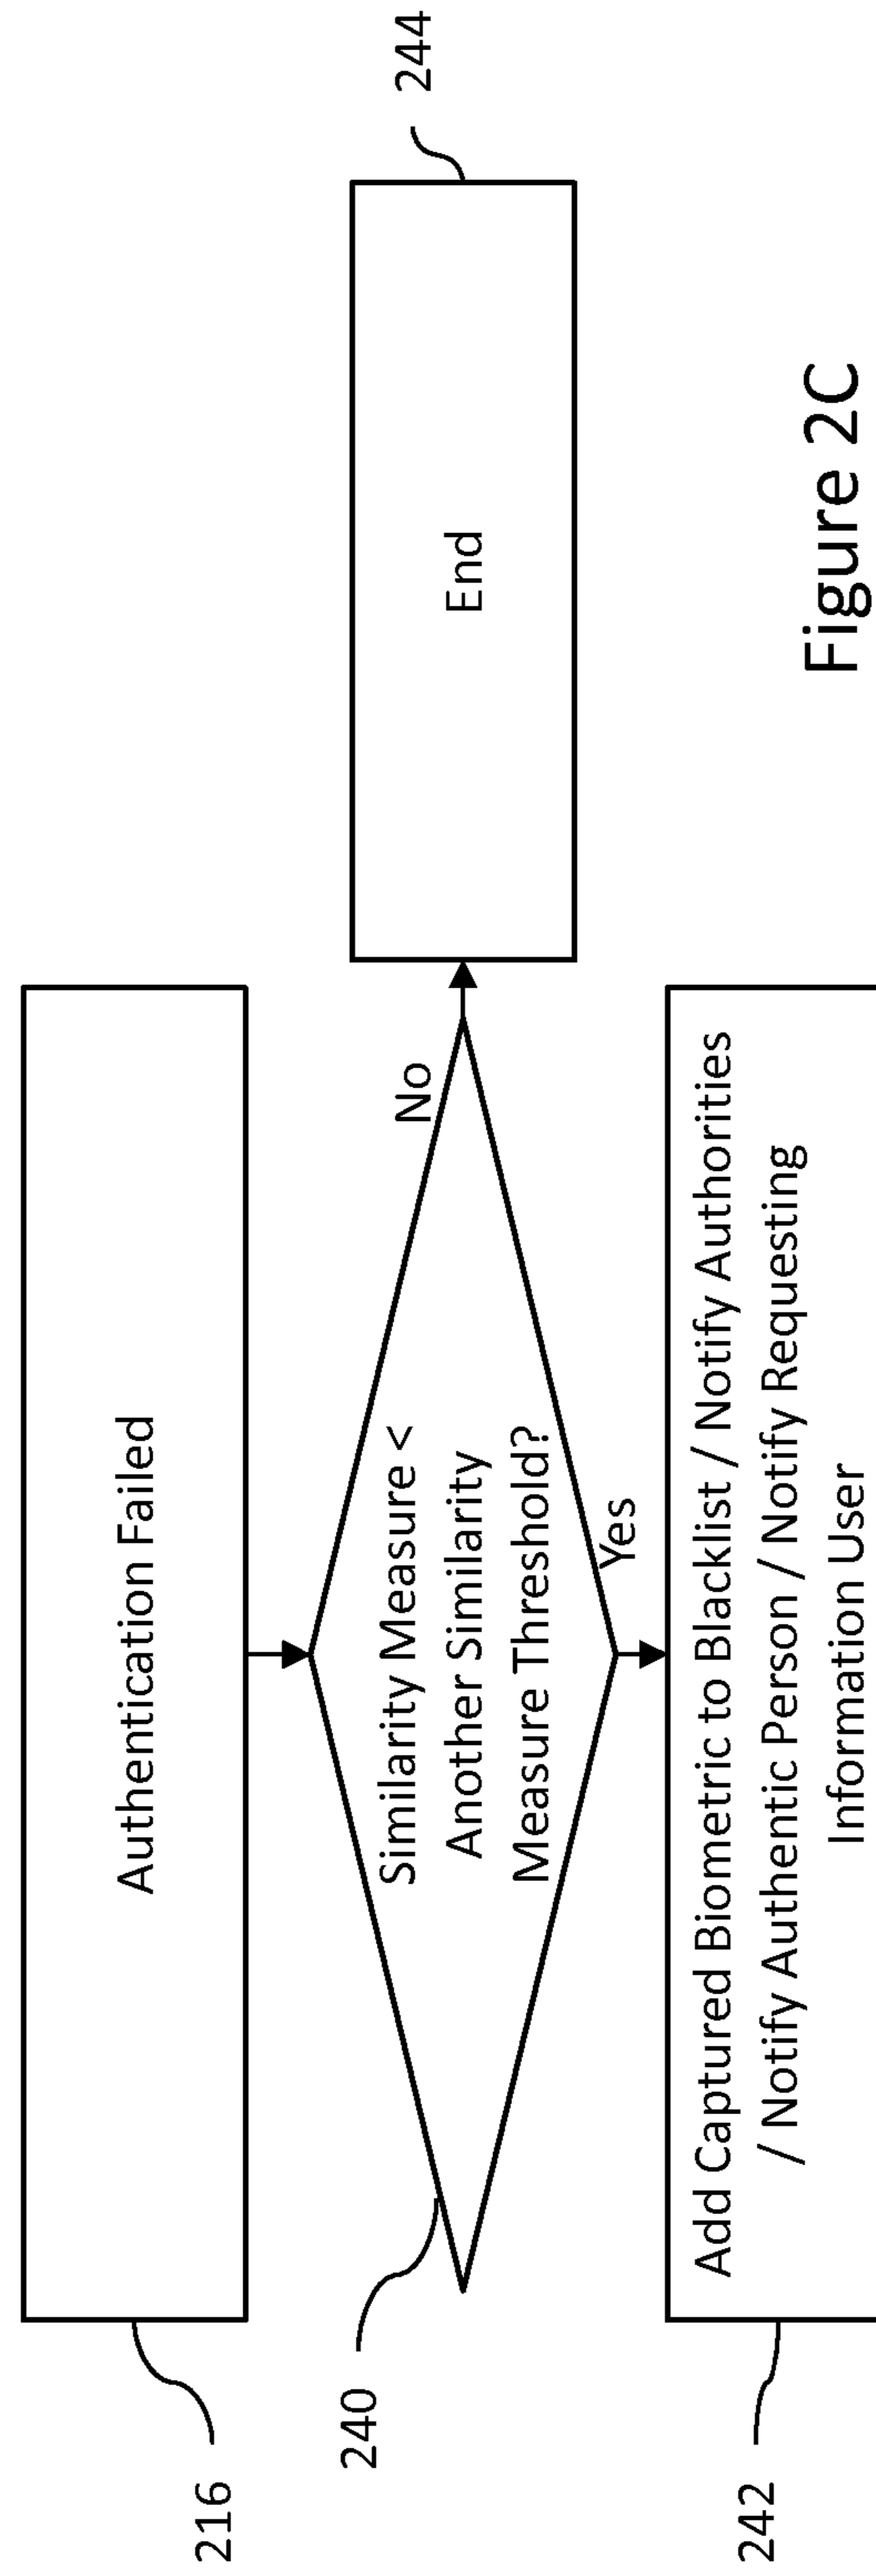 216
Authentication Failed
240
Similarity Measure <
Another Similarity
Measure Threshold?
No
End
244
Yes
242
Add Captured Biometric to Blacklist / Notify Authorities
/ Notify Authentic Person / Notify Requesting
Information User
Figure 2C